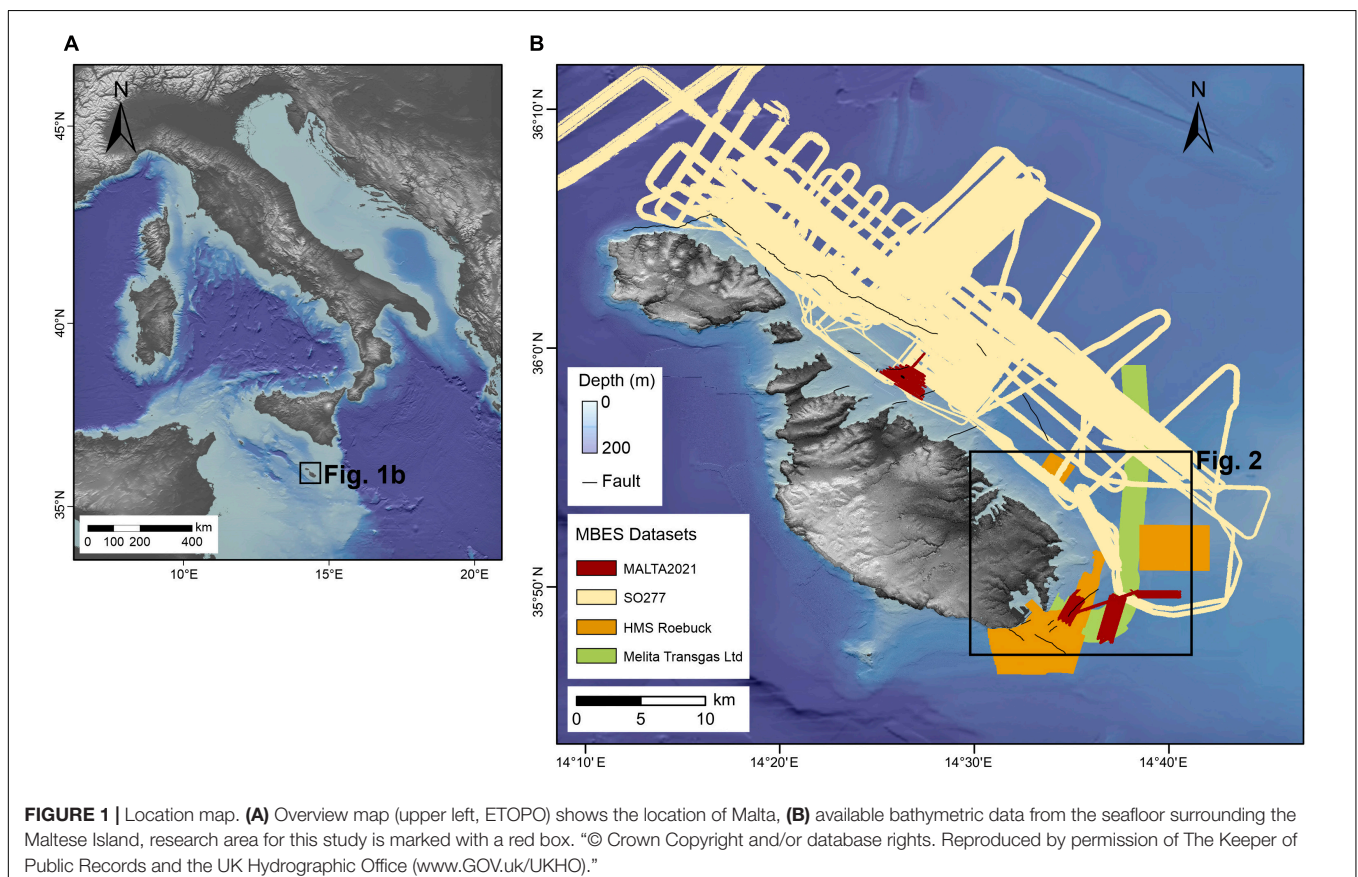 A
N
45°N
40°N
35°N
Fig. 1b
km
0 100 200 400
10°E 15°E 20°E
B
N
36°10' N
36°0' N
35°50' N
Depth (m)
0
200
Fault
MBES Datasets
MALTA2021
SO277
HMS Roebuck
Melita Transgas Ltd
km
0 5 10
Fig. 2
14°10' E 14°20' E 14°30' E 14°40' E
FIGURE 1 | Location map. (A) Overview map (upper left, ETOPO) shows the location of Malta, (B) available bathymetric data from the seafloor surrounding the
Maltese Island, research area for this study is marked with a red box. “© Crown Copyright and/or database rights. Reproduced by permission of The Keeper of
Public Records and the UK Hydrographic Office (www.GOV.uk/UKHO).”